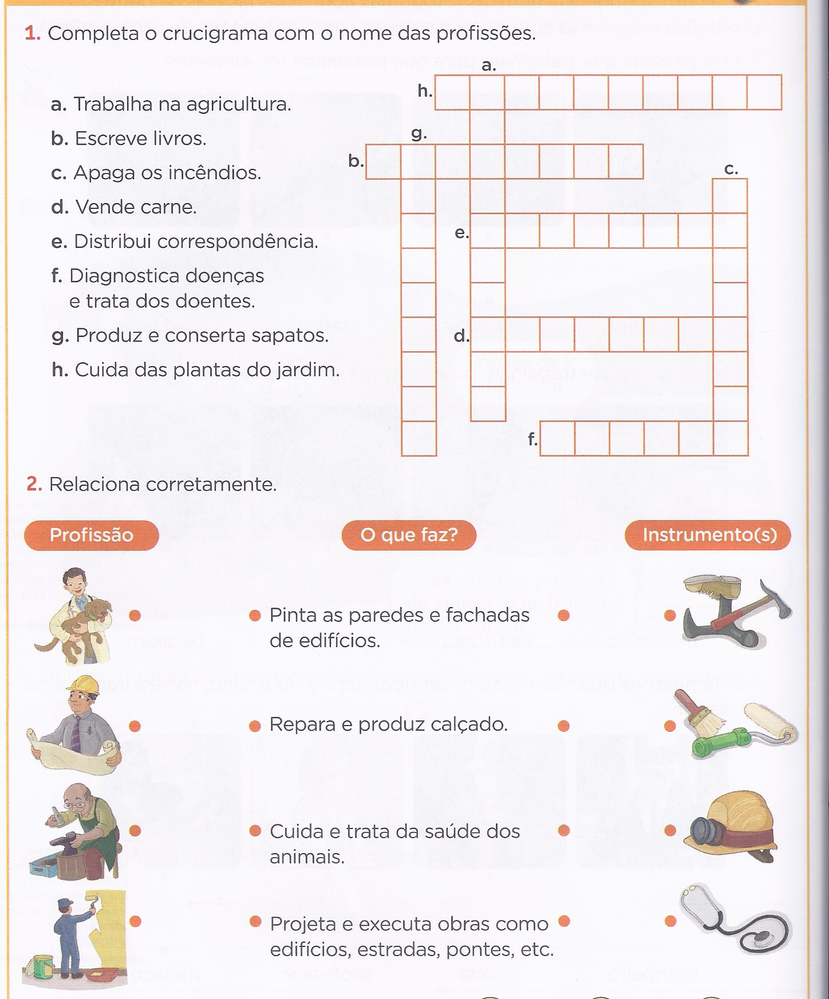 1. Completa o crucigrama com o nome das profissões.
a. Trabalha na agricultura.
b. Escreve livros.
c. Apaga os incêndios.
d. Vende carne.
e. Distribui correspondência.
f. Diagnostica doenças
e trata dos doentes.
g. Produz e conserta sapatos.
h. Cuida das plantas do jardim.
a.
h.
g.
b.
c.
e.
d.
f.
2. Relaciona corretamente.
Profissão
O que faz?
Instrumento(s)
Pinta as paredes e fachadas
de edifícios.
Repara e produz calçado.
Cuida e trata da saúde dos
animais.
Projeta e executa obras como
edifícios, estradas, pontes, etc.